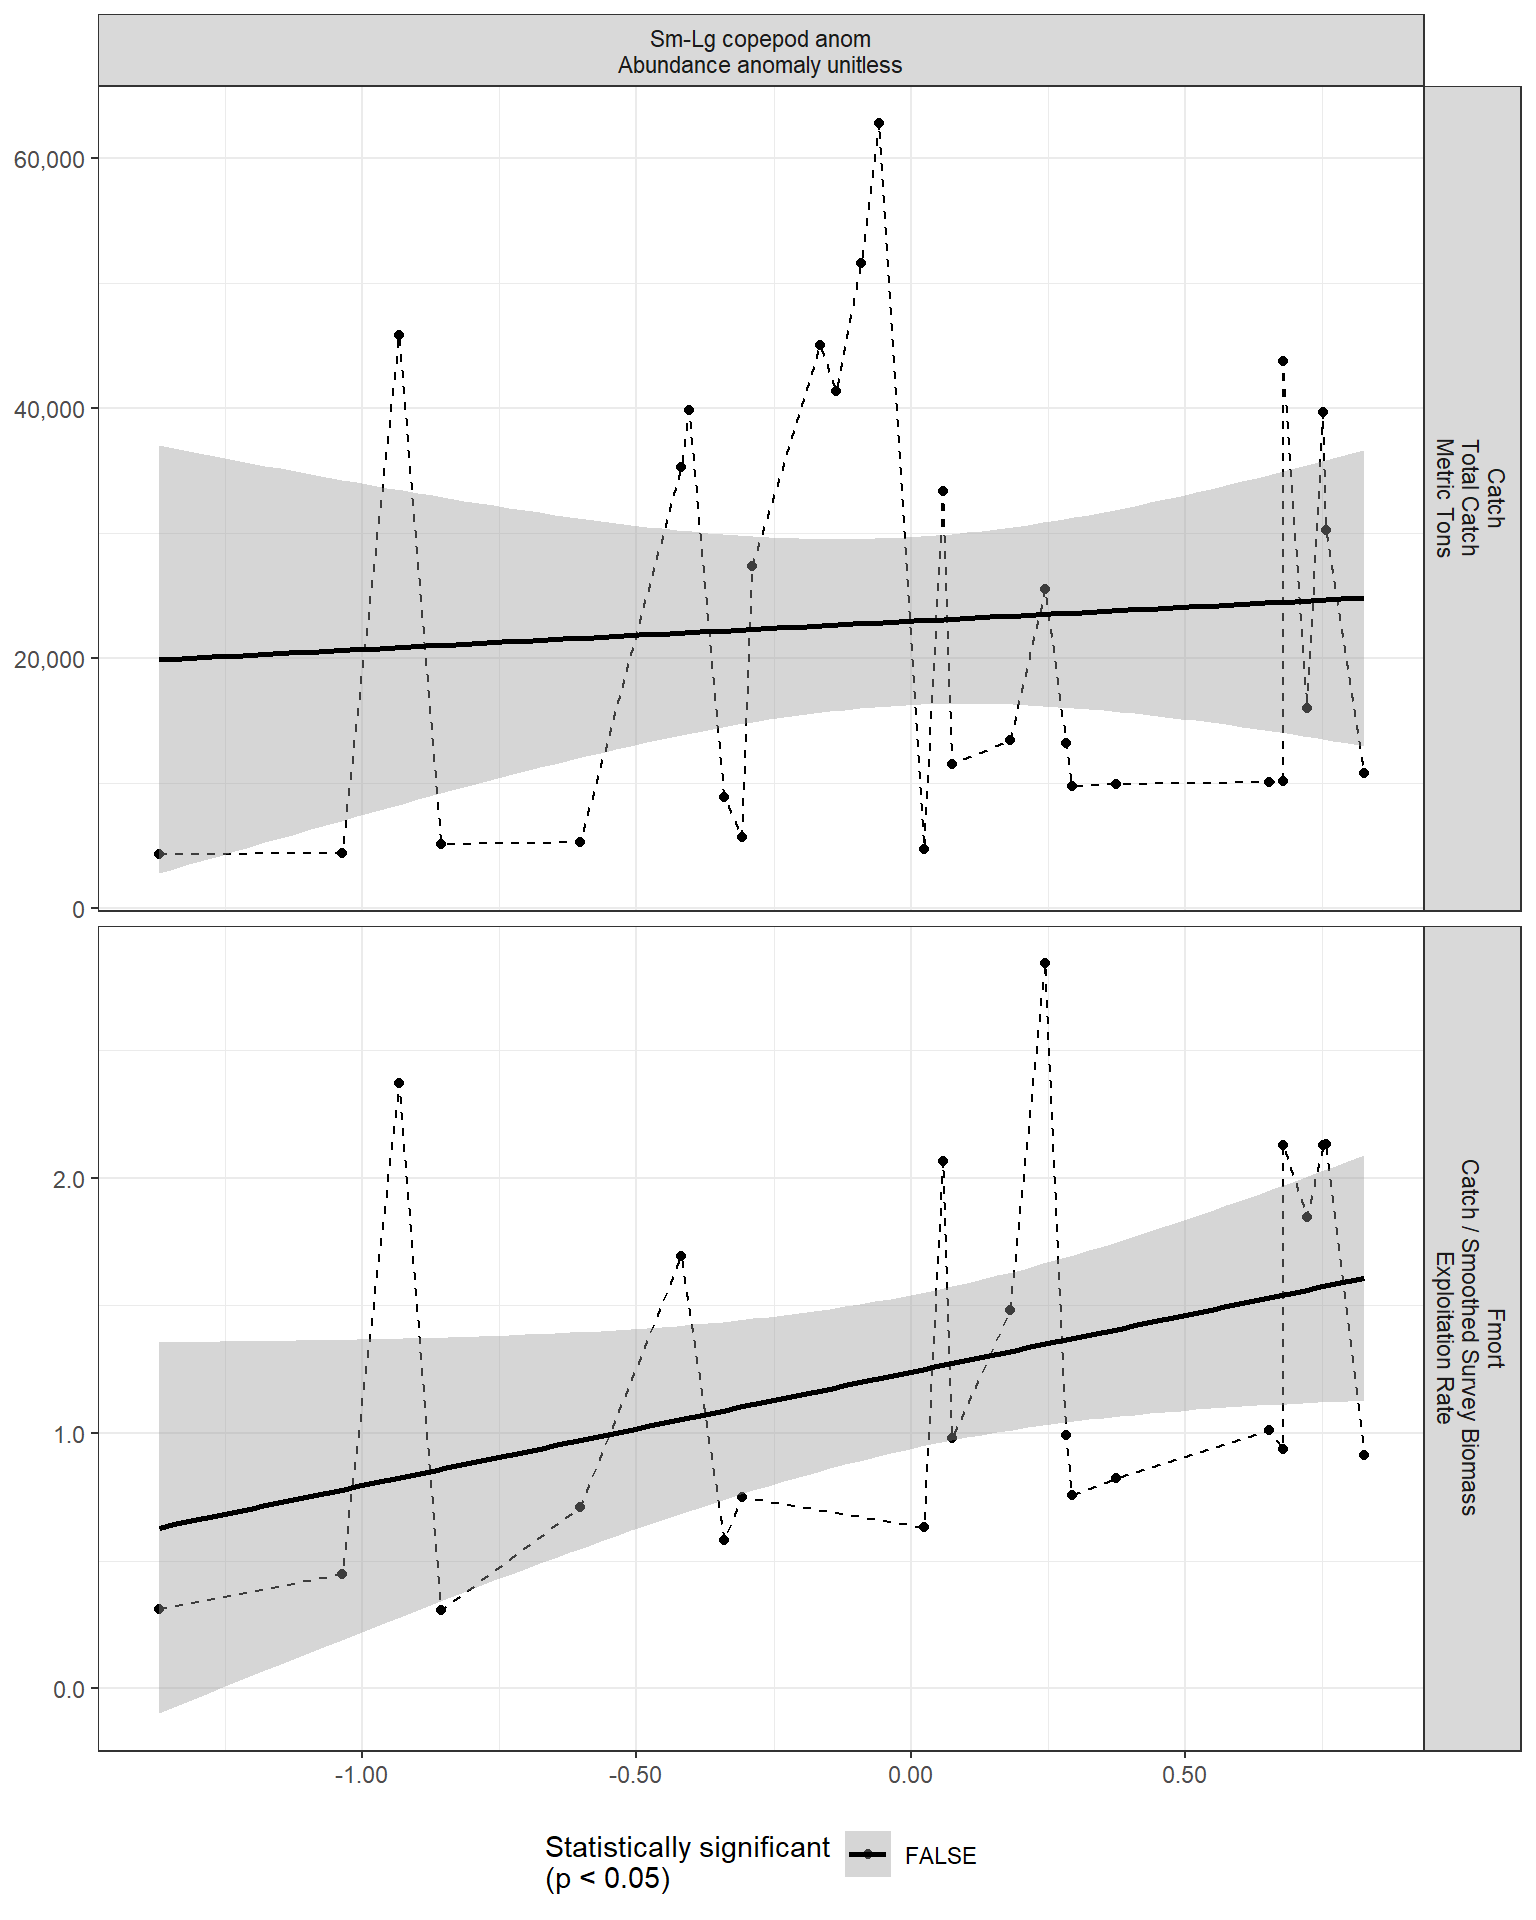 Sm-Lg copepod anom
Abundance anomaly unitless
60,000
40,000
20,000
0
Catch
Total Catch
Metric Tons
2.0
1.0
0.0
Fmort
Catch / Smoothed Survey Biomass
Exploitation Rate
-1.00
-0.50
0.00
0.50
Statistically significant
(p < 0.05)
FALSE